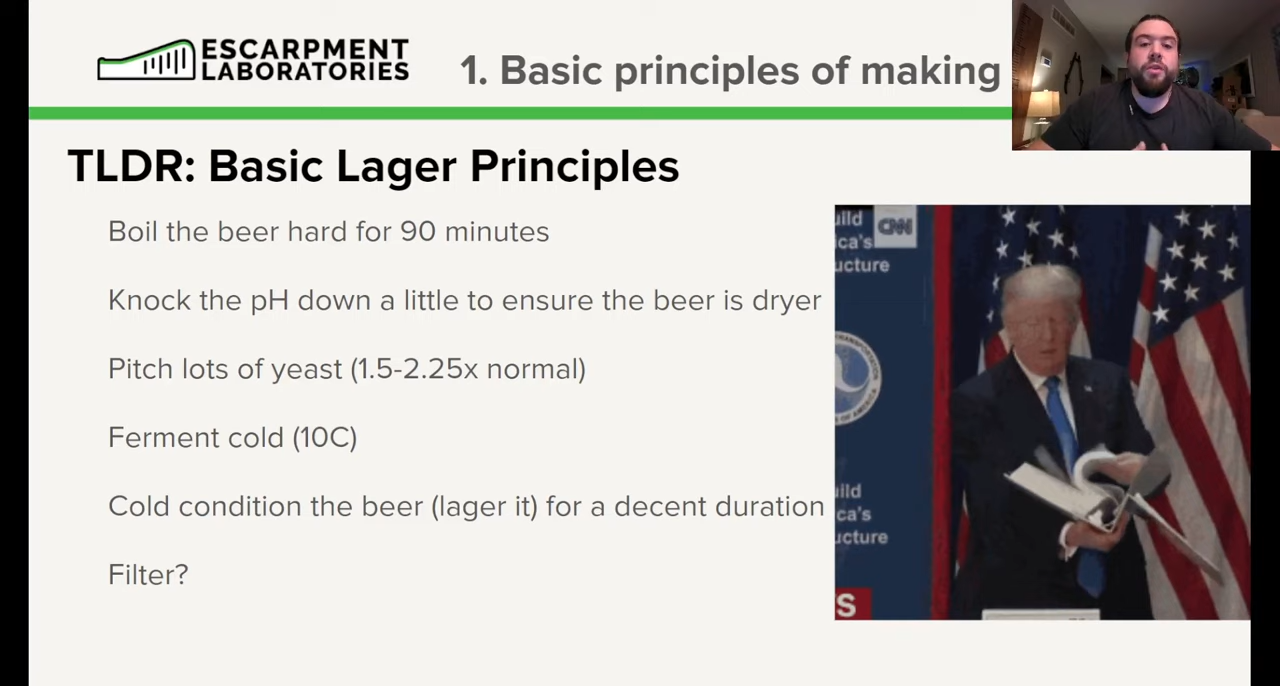 ESCARPMENT
LABORATORIES
1. Basic principles of making
TLDR: Basic Lager Principles
Boil the beer hard for 90 minutes
Knock the pH down a little to ensure the beer is dryer
Pitch lots of yeast (1.5-2.25x normal)
Ferment cold (10C)
Cold condition the beer (lager it) for a decent duration
Filter?
uild
CNN
ica's
ucture
uild
ca's
ucture
S